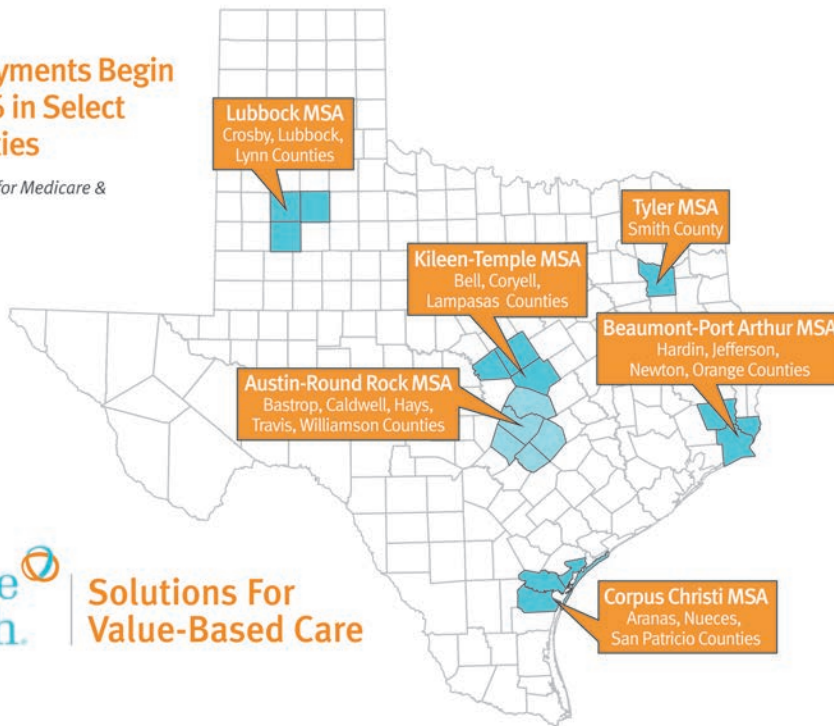 yments Begin
in Select
ies
for Medicare &
Lubbock MSA
Crosby, Lubbock,
Lynn Counties
Tyler MSA
Smith County
Kileen-Temple MSA
Bell, Coryell,
Lampasas Counties
Beaumont-Port Arthur MSA
Hardin, Jefferson,
Newton, Orange Counties
Austin-Round Rock MSA
Bastrop, Caldwell, Hays,
Travis, Williamson Counties
Solutions For
Value-Based Care
Corpus Christi MSA
Aranas, Nueces,
San Patricio Counties